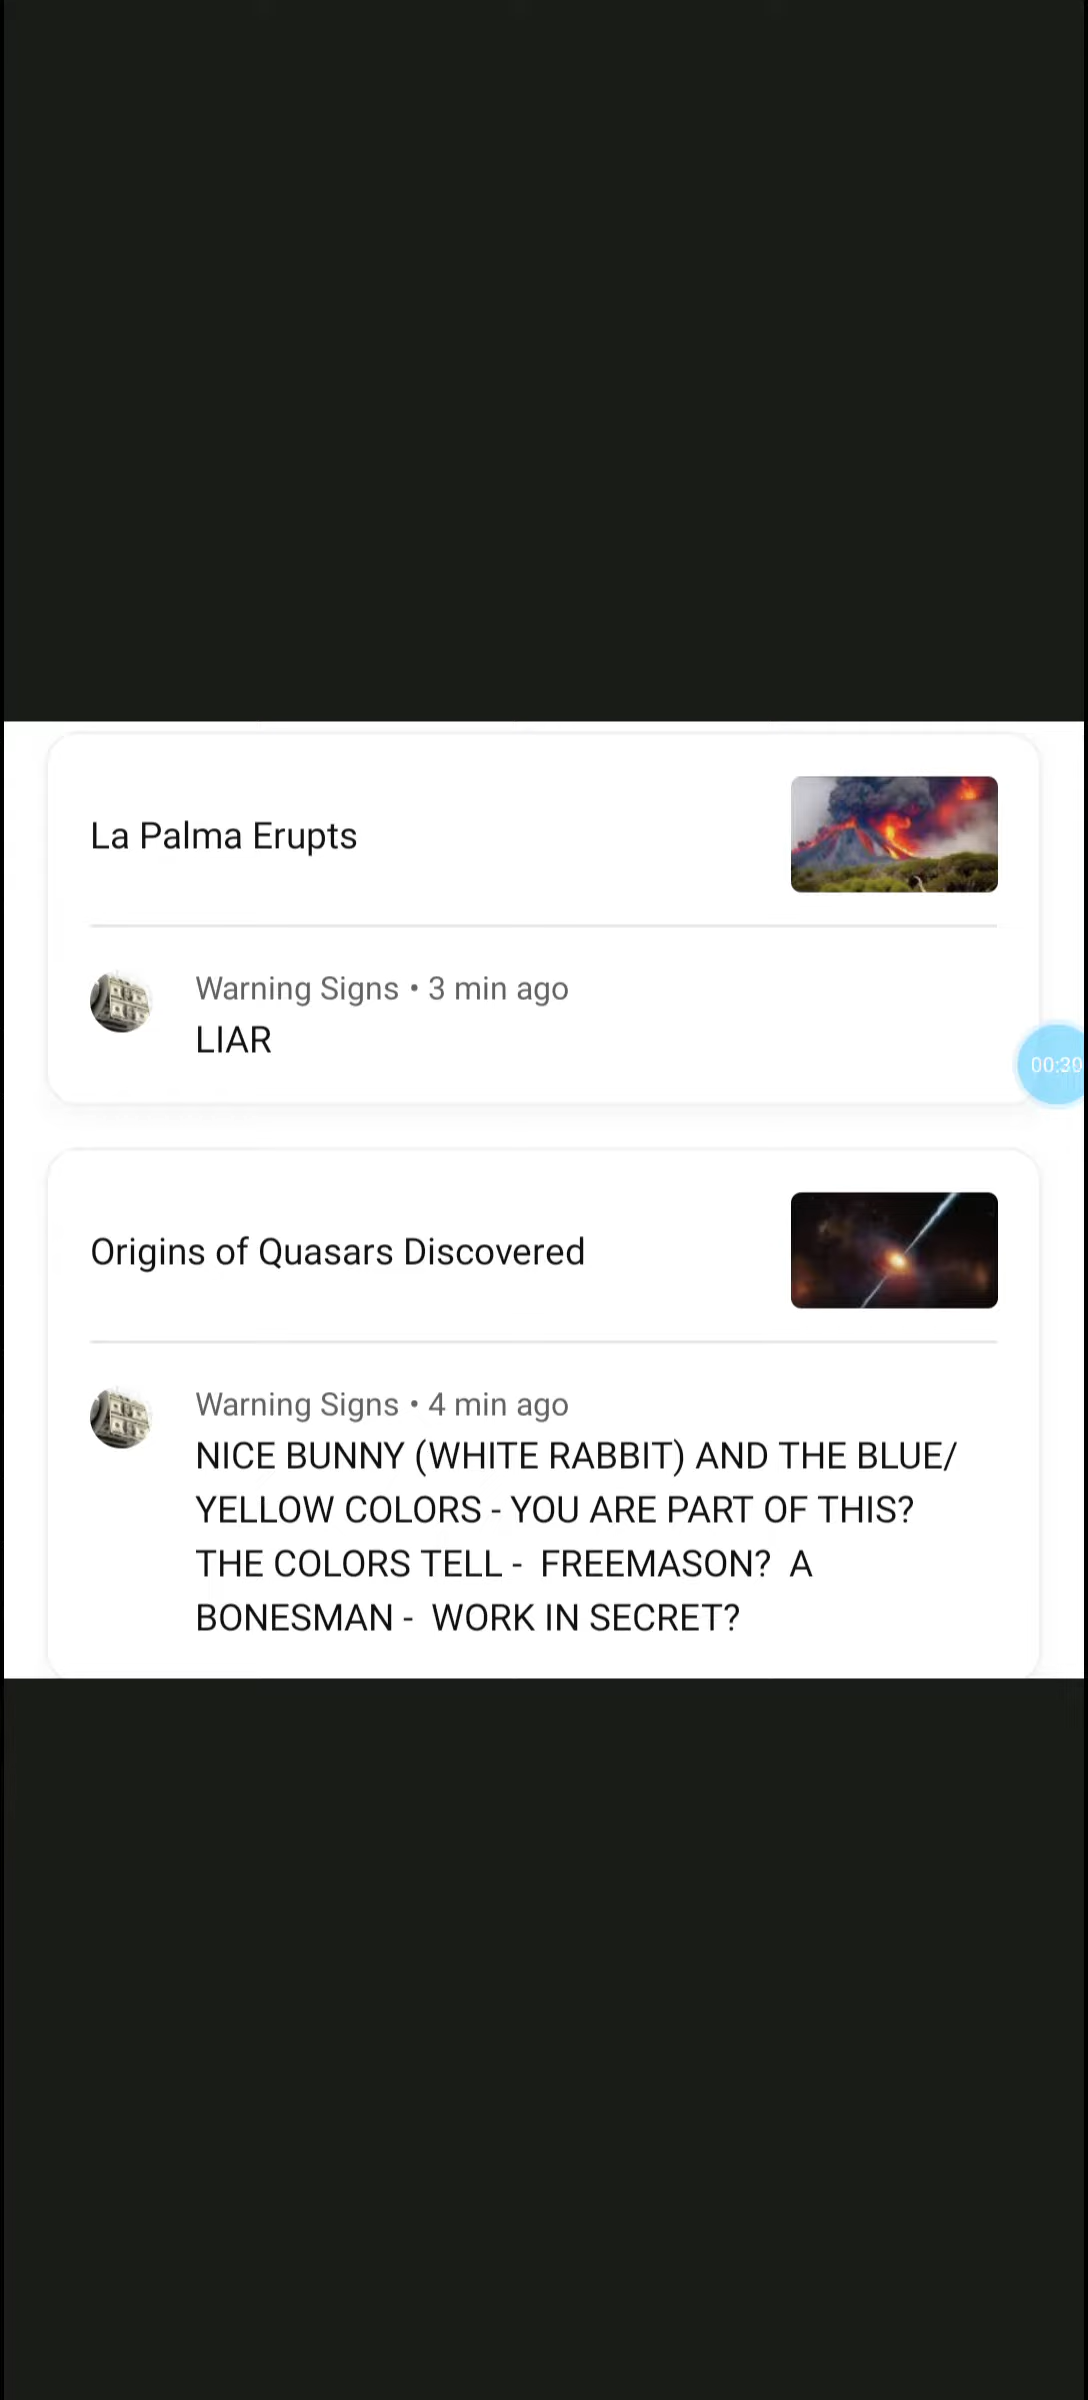 La Palma Erupts
Warning Signs • 3 min ago
LIAR
00:30
Origins of Quasars Discovered
Warning Signs • 4 min ago
NICE BUNNY (WHITE RABBIT) AND THE BLUE/
YELLOW COLORS - YOU ARE PART OF THIS?
THE COLORS TELL -  FREEMASON?  A
BONESMAN -  WORK IN SECRET?